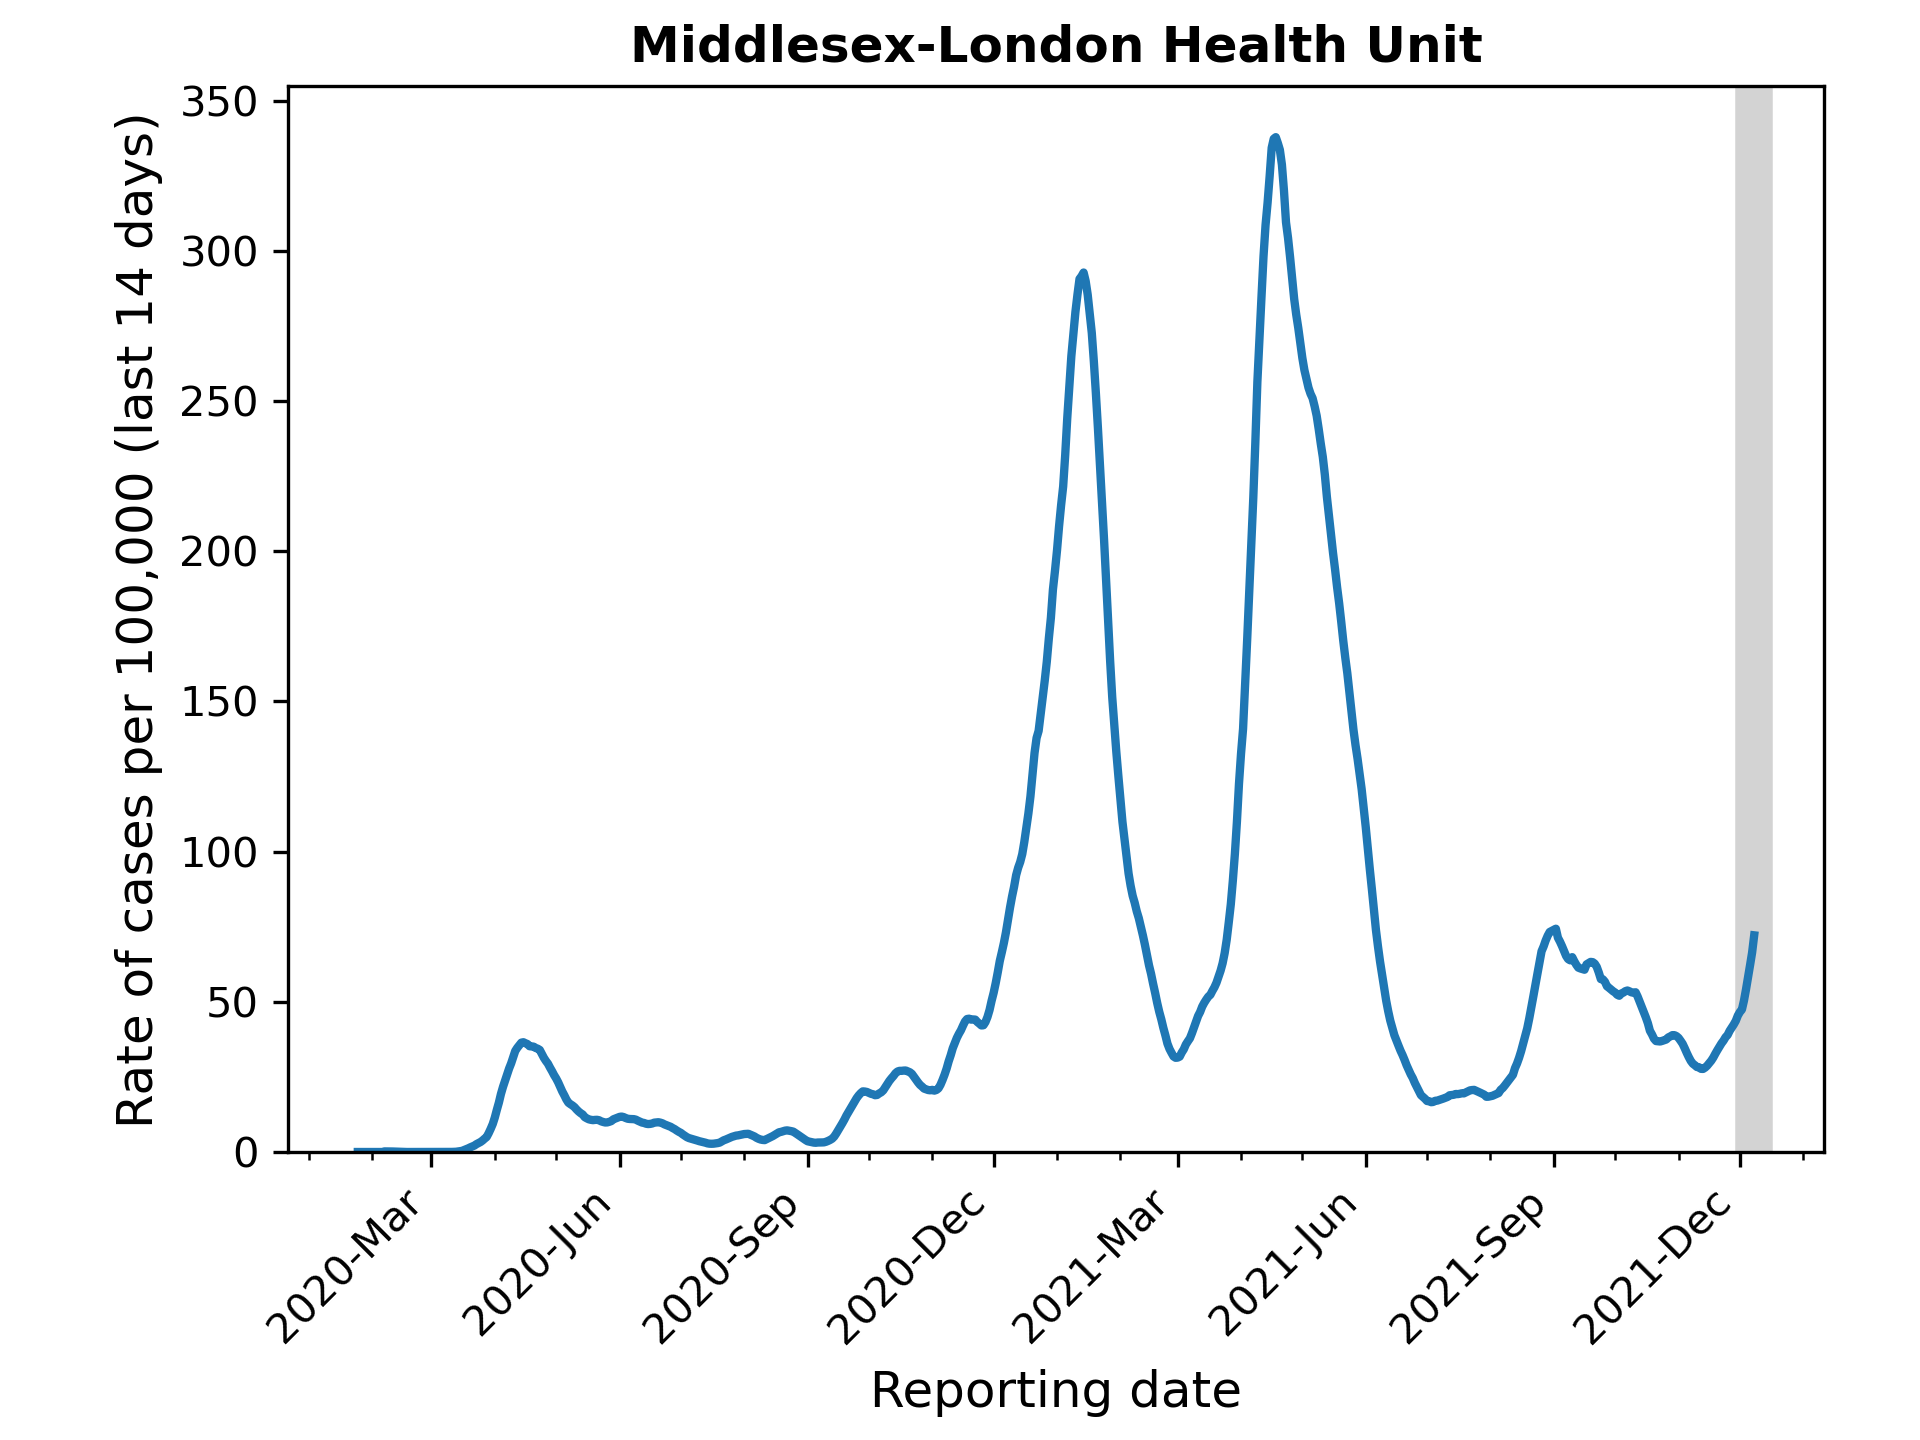 Middlesex-London Health Unit
Rate of cases per 100,000 (last 14 days)
350
300
250
200
150
100
50
0
2020-Mar
2020-Jun
2020-Sep
2020-Dec
2021-Mar
2021-Jun
2021-Sep
2021-Dec
Reporting date